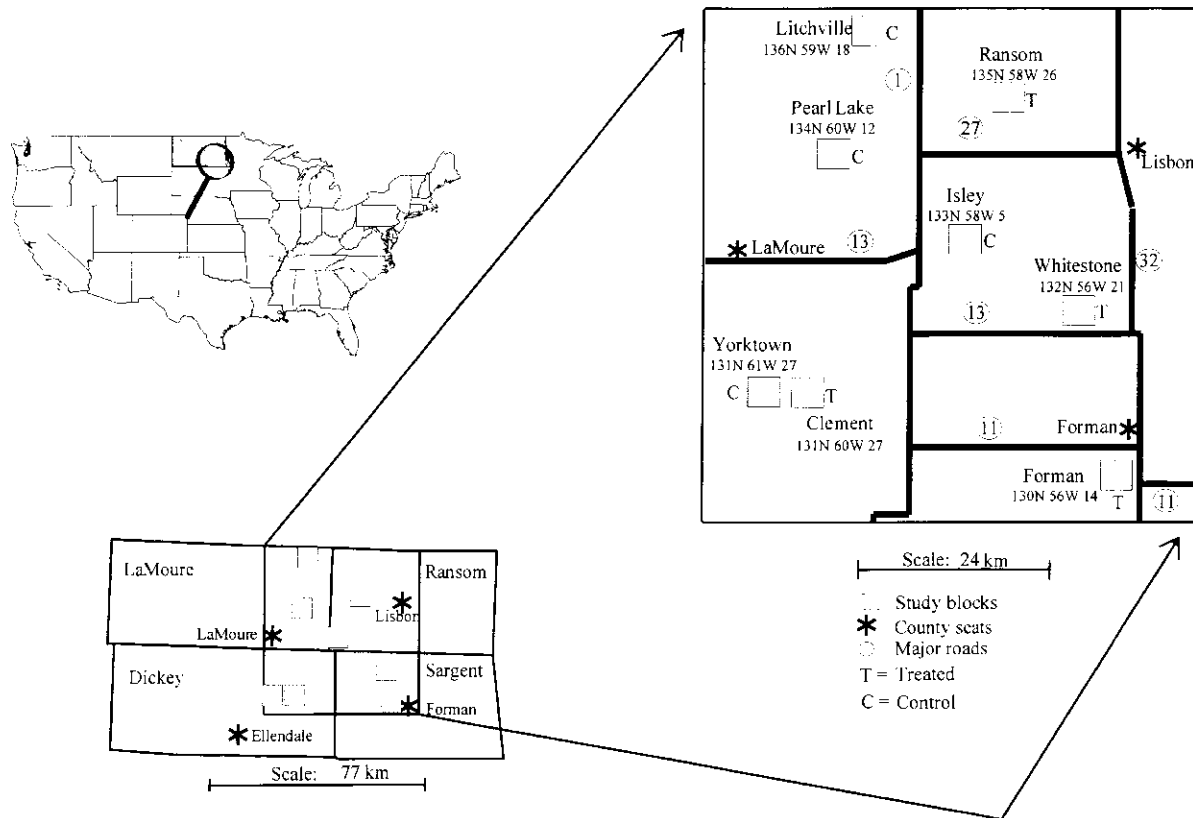 Litchville
136N 59W 18
C
1
Ransom
135N 58W 26
T
27
Pearl Lake
134N 60W 12
C
Lisbon
Isley
133N 58W 5
C
13
LaMoure
32
Whitestone
132N 56W 21
T
13
Yorktown
131N 61W 27
C
T
Clement
131N 60W 27
11
Forman
Forman
130N 56W 14
T
11
Scale: 24 km
Study blocks
County seats
Major roads
T = Treated
C = Control
LaMoure
Ransom
Lisbon
LaMoure
Dickey
Sargent
Forman
Ellendale
Scale: 77 km